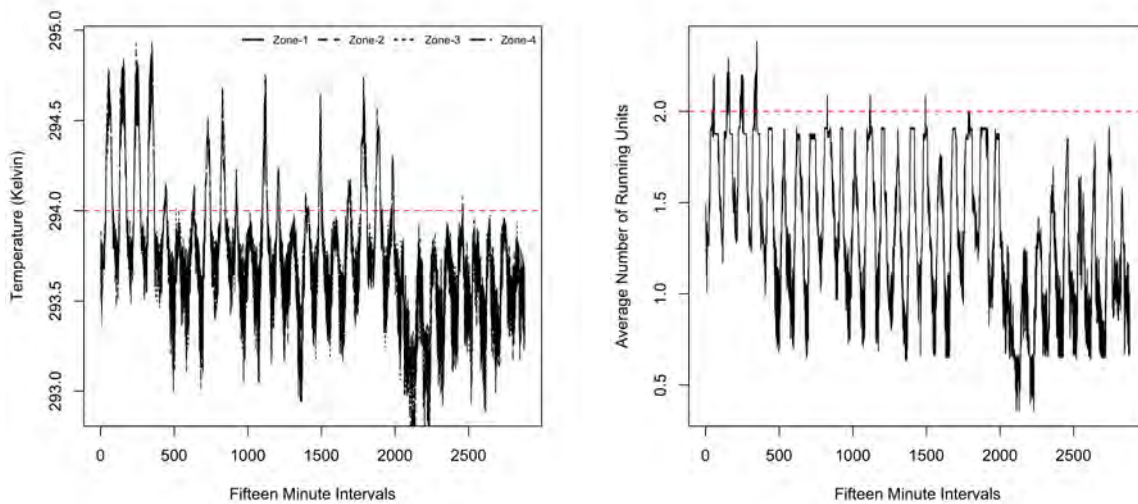 Temperature (Kelvin)
295.0
294.5
294.0
293.5
293.0
Zone-1 Zone-2 Zone-3 Zone-4
0 500 1000 1500 2000 2500
Fifteen Minute Intervals
Average Number of Running Units
2.0
1.5
1.0
0.5
0 500 1000 1500 2000 2500
Fifteen Minute Intervals